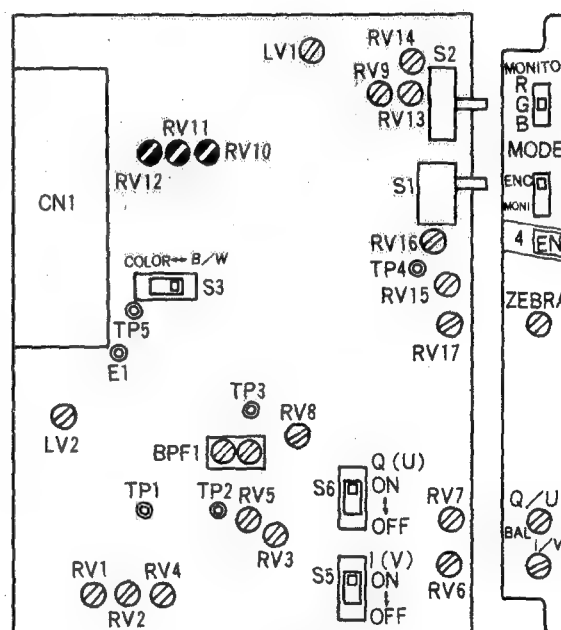 RV14
LV1
S2
RV9
RV13
MONITO
R
G
B
RV11
RV10
RV12
MODE
CN1
S1
ENC
MONI
RV16
4 EN
TP4
COLOR↔B/W
S3
RV15
ZEBRA
TP5
RV17
E1
TP3
RV8
LV2
BPF1
Q (U)
S6
ON
↓
OFF
TP1
TP2
RV5
RV7
Q/U
BAL
I/V
RV3
I (V)
S5
ON
↓
OFF
RV6
RV1
RV4
RV2